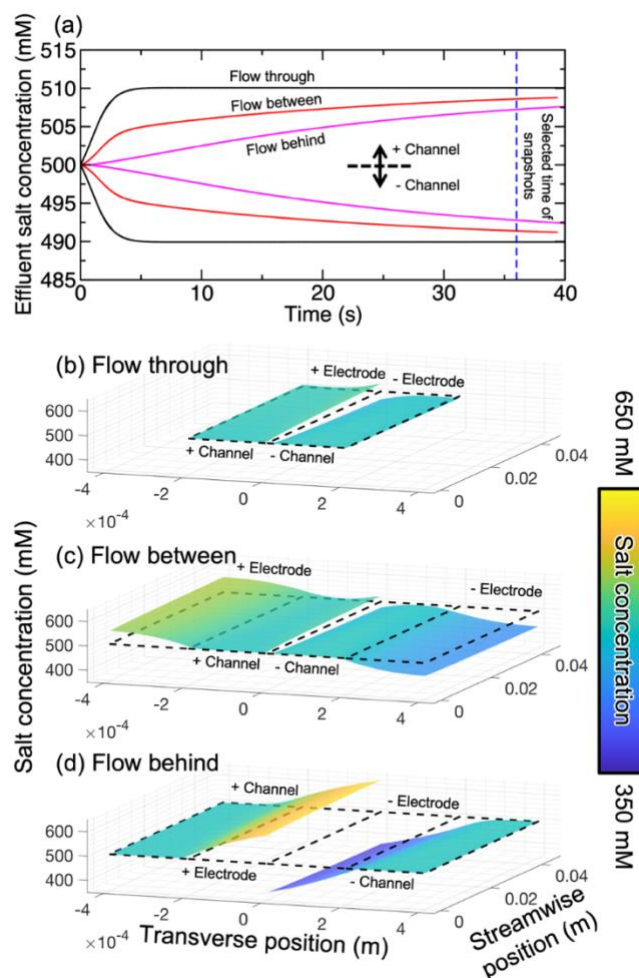 (a)
Effluent salt concentration (mM)
515
510
505
500
495
490
485
Flow through
Flow between
Flow behind
+ Channel
- Channel
Selected time of
snapshots
0
10
20
30
40
Time (s)
(b) Flow through
+ Electrode
- Electrode
600
500
400
+ Channel
- Channel
-4
-2
0
2
4
×10⁻⁴
0
0.02
0.04
(c) Flow between
+ Electrode
- Electrode
600
500
400
+ Channel
- Channel
-4
-2
0
2
4
×10⁻⁴
0
0.02
0.04
Salt concentration (mM)
(d) Flow behind
+ Channel
- Electrode
600
500
400
+ Electrode
- Channel
-4
-2
0
2
4
×10⁻⁴
0
0.02
0.04
Transverse position (m)
Streamwise
position (m)
650 mM
Salt concentration
350 mM